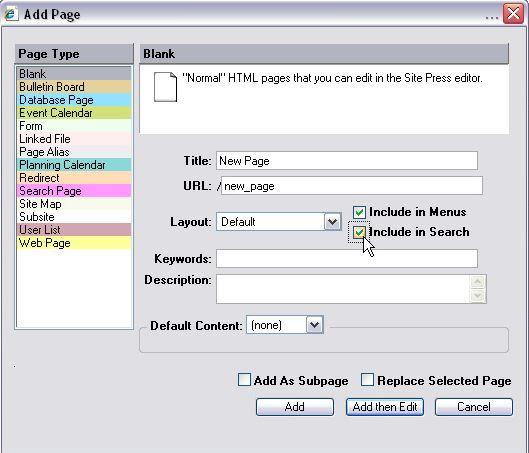 Add Page
Page Type
Blank
Bulletin Board
Database Page
Event Calendar
Form
Linked File
Page Alias
Planning Calendar
Redirect
Search Page
Site Map
Subsite
User List
Web Page
Blank
"Normal" HTML pages that you can edit in the Site Press editor.
Title: New Page
URL: / new_page
Layout: Default
Include in Menus
Include in Search
Keywords:
Description:
Default Content: (none)
Add As Subpage Replace Selected Page
Add Add then Edit Cancel